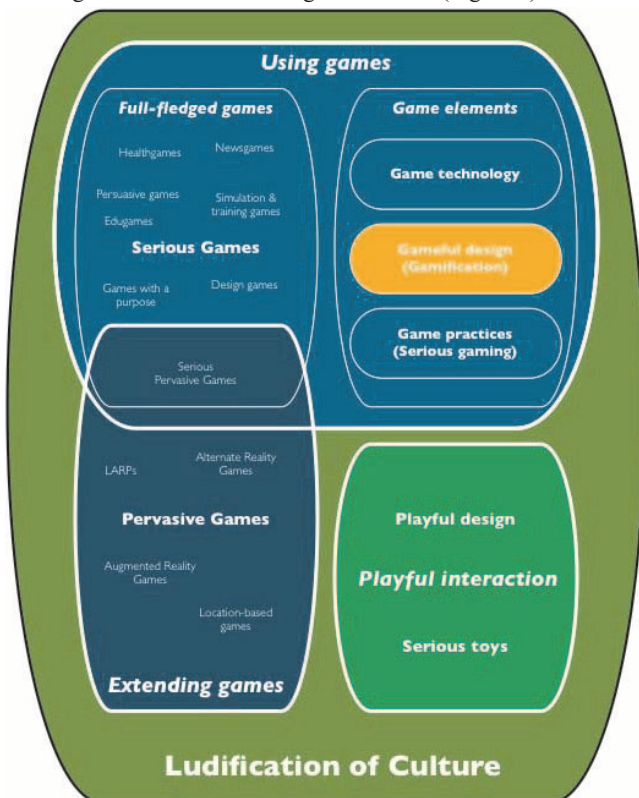 Using games
Full-fledged games
Healthgames
Newsgames
Persuasive games
Simulation &
training games
Edugames
Serious Games
Games with a
purpose
Design games
Game elements
Game technology
Gameful design
(Gamification)
Game practices
(Serious gaming)
Serious
Pervasive Games
LARPs
Alternate Reality
Games
Pervasive Games
Augmented Reality
Games
Location-based
games
Extending games
Playful design
Playful interaction
Serious toys
Ludification of Culture